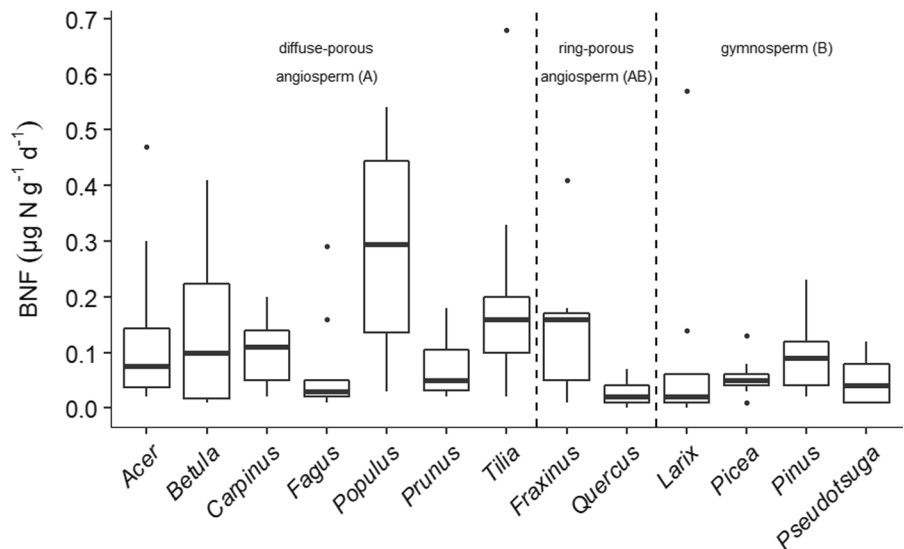 0.7
0.6
0.5
0.4
0.3
0.2
0.1
0.0
BNF (µg N g⁻¹ d⁻¹)
diffuse-porous
angiosperm (A)
ring-porous
angiosperm (AB)
gymnosperm (B)
Acer
Betula
Carpinus
Fagus
Populus
Prunus
Tilia
Fraxinus
Quercus
Larix
Picea
Pinus
Pseudotsuga